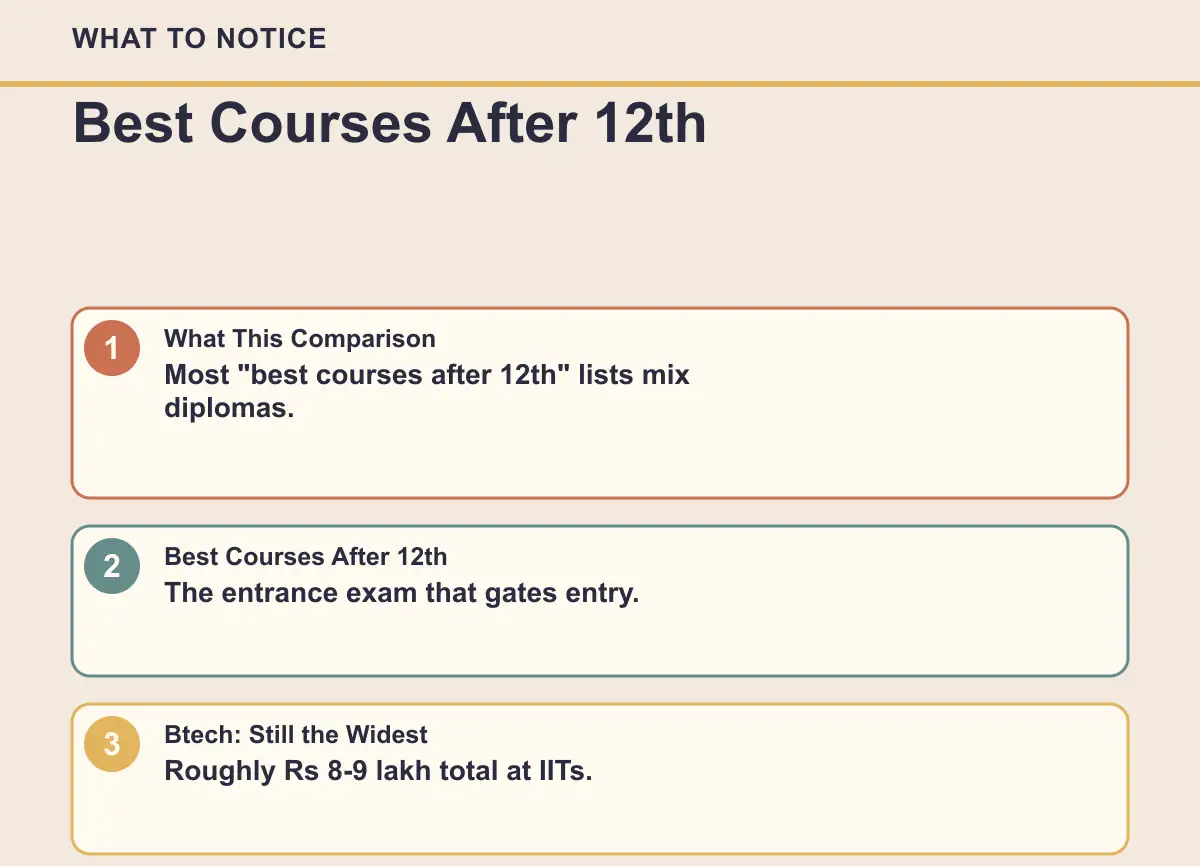 WHAT TO NOTICE
Best Courses After 12th
1
What This Comparison
Most "best courses after 12th" lists mix
diplomas.
2
Best Courses After 12th
The entrance exam that gates entry.
3
Btech: Still the Widest
Roughly Rs 8-9 lakh total at IITs.